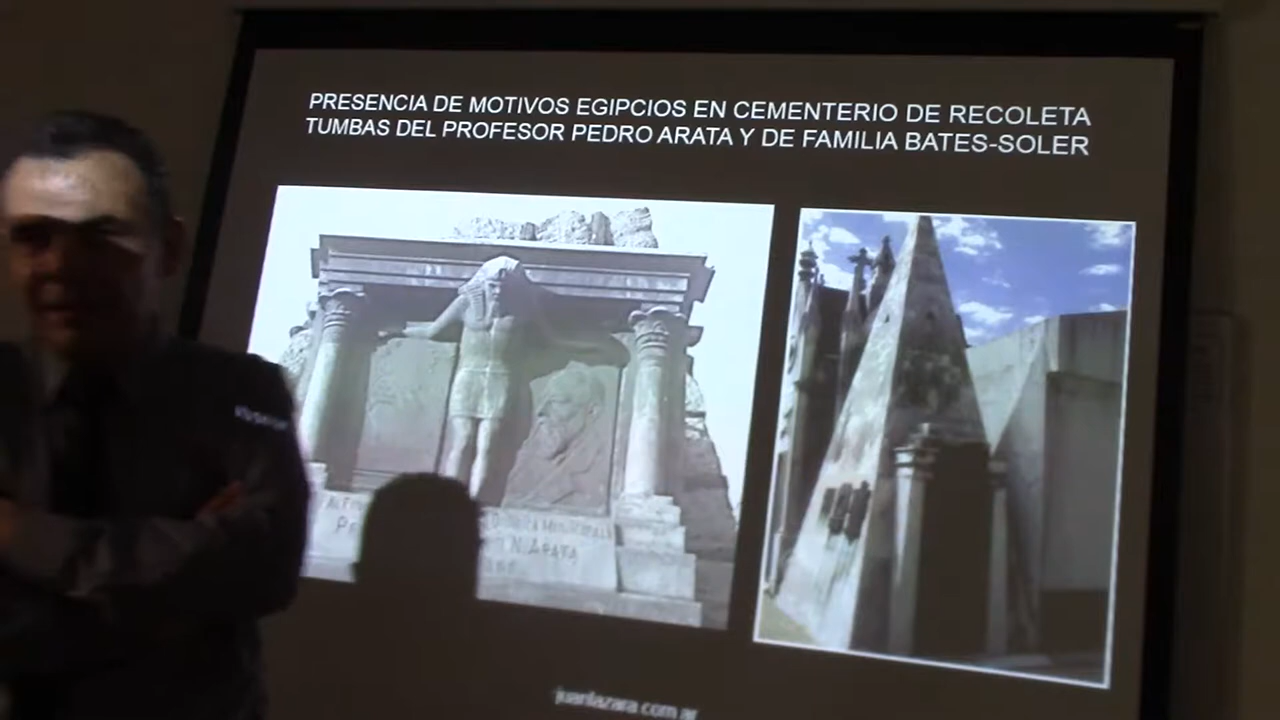 PRESENCIA DE MOTIVOS EGIPCIOS EN CEMENTERIO DE RECOLETA
TUMBAS DEL PROFESOR PEDRO ARATA Y DE FAMILIA BATES-SOLER
N. ARATA
juanlazara.com.ar